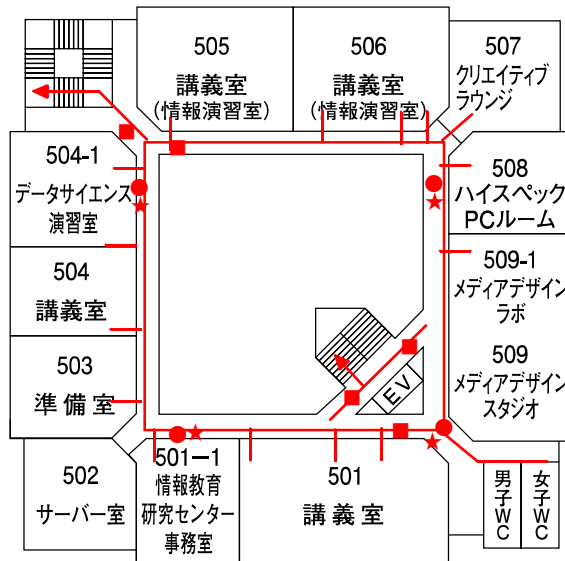 505
講義室
(情報演習室)
506
講義室
(情報演習室)
507
クリエイティブ
ラウンジ
504-1
データサイエンス
演習室
508
ハイスペック
PCルーム
504
講義室
509-1
メディアデザイン
ラボ
503
準備室
509
メディアデザイン
スタジオ
EV
502
サーバー室
501-1
情報教育
研究センター
事務室
501
講義室
男子WC
女子WC